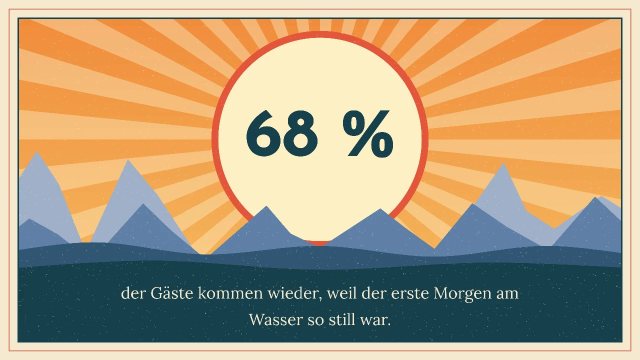 68 %
der Gäste kommen wieder, weil der erste Morgen am
Wasser so still war.